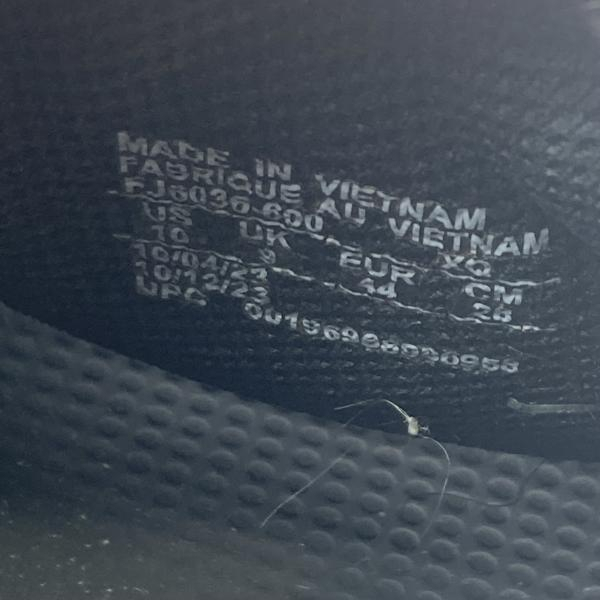 MADE IN VIETNAM
FABRIQUE AU VIETNAM
FJ6036-600 XQ
US UK EUR CM
10 9 44 28
10/04/23
10/12/23
UPC